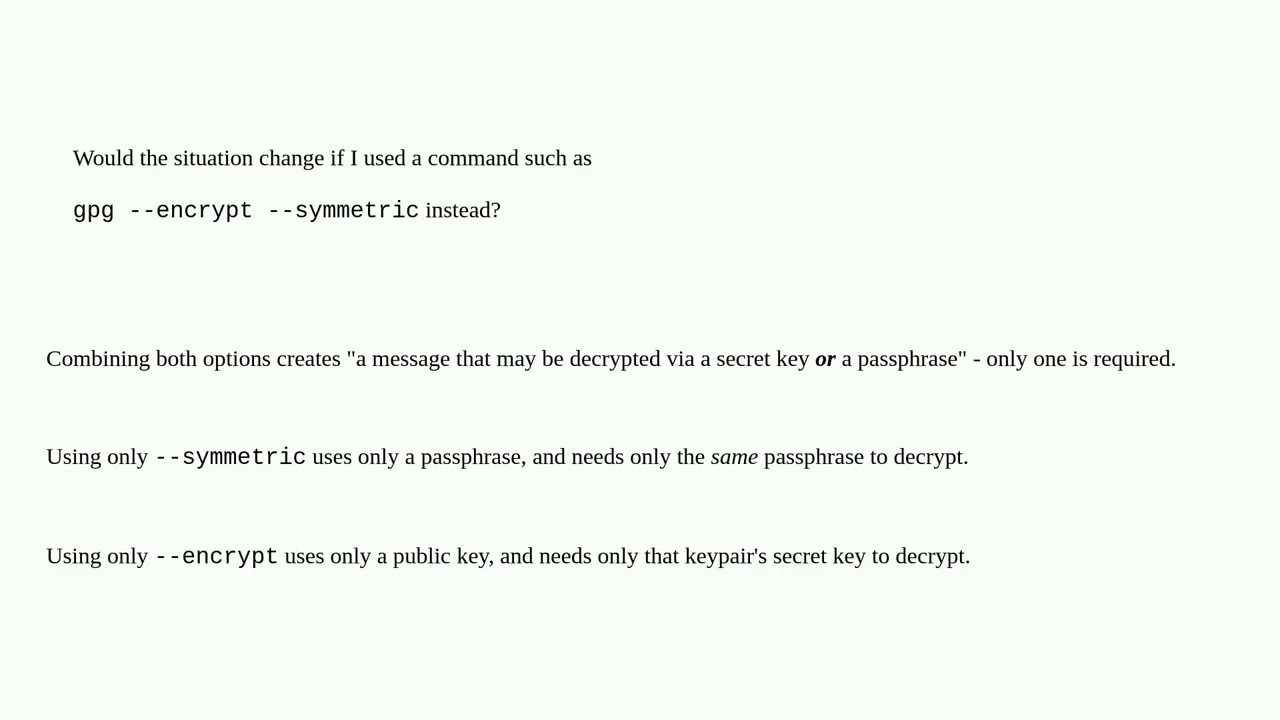 Would the situation change if I used a command such as
gpg --encrypt --symmetric instead?
Combining both options creates "a message that may be decrypted via a secret key or a passphrase" - only one is required.
Using only --symmetric uses only a passphrase, and needs only the same passphrase to decrypt.
Using only --encrypt uses only a public key, and needs only that keypair's secret key to decrypt.